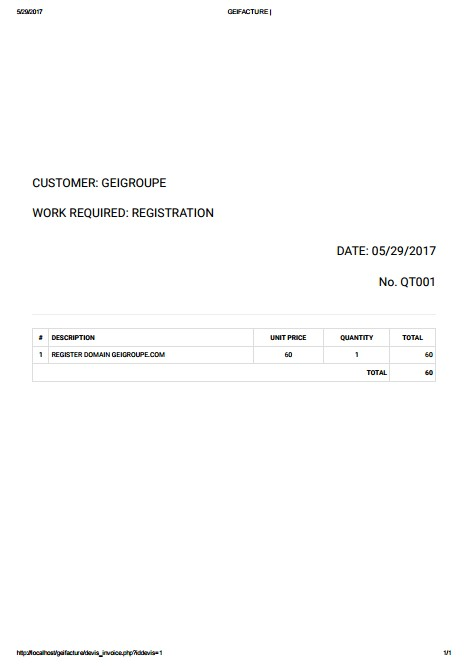 5/29/2017 GEIFACTURE |
CUSTOMER: GEIGROUPE
WORK REQUIRED: REGISTRATION
DATE: 05/29/2017
No. QT001
# DESCRIPTION UNIT PRICE QUANTITY TOTAL
1 REGISTER DOMAIN GEIGROUPE.COM 60 1 60
TOTAL 60
http://localhost/geifacture/devis_invoice.php?iddevis=1 1/1